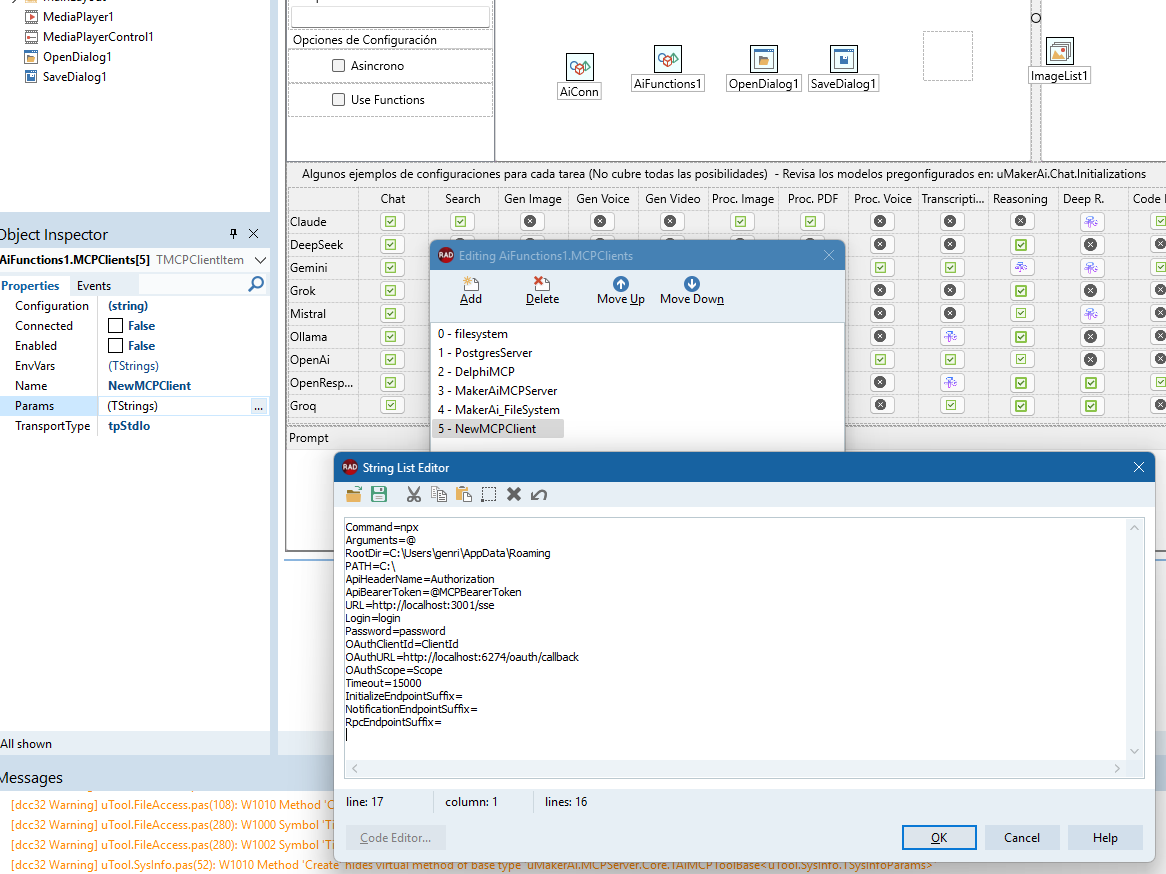 MediaPlayer1
MediaPlayerControl1
OpenDialog1
SaveDialog1
Opciones de Configuración
Asincrono
Use Functions
AiConn
AiFunctions1
OpenDialog1
SaveDialog1
ImageList1
Algunos ejemplos de configuraciones para cada tarea (No cubre todas las posibilidades) - Revisa los modelos pregonfigurados en: uMakerAi.Chat.Initializations
Chat Search Gen Image Gen Voice Gen Video Proc. Image Proc. PDF Proc. Voice Transcripti... Reasoning Deep R. Code
Claude
DeepSeek
Gemini
Grok
Mistral
Ollama
OpenAi
OpenResp...
Groq
Prompt
Object Inspector
AiFunctions1.MCPClients[5] TMCPClientItem
Properties Events
Configuration (string)
Connected False
Enabled False
EnvVars (TStrings)
Name NewMCPClient
Params (TStrings) ...
TransportType tpStdIo
All shown
RAD Editing AiFunctions1.MCPClients
Add Delete Move Up Move Down
0 - filesystem
1 - PostgresServer
2 - DelphiMCP
3 - MakerAiMCPServer
4 - MakerAi_FileSystem
5 - NewMCPClient
RAD String List Editor
Command=npx
Arguments=@
RootDir=C:\Users\genri\AppData\Roaming
PATH=C:\
ApiHeaderName=Authorization
ApiBearerToken=@MCPBearerToken
URL=http://localhost:3001/sse
Login=login
Password=password
OAuthClientId=ClientId
OAuthURL=http://localhost:6274/oauth/callback
OAuthScope=Scope
Timeout=15000
InitializeEndpointSuffix=
NotificationEndpointSuffix=
RpcEndpointSuffix=
line: 17 column: 1 lines: 16
Code Editor... OK Cancel Help
Messages
[dcc32 Warning] uTool.FileAccess.pas(108): W1010 Method
[dcc32 Warning] uTool.FileAccess.pas(280): W1000 Symbol
[dcc32 Warning] uTool.FileAccess.pas(280): W1002 Symbol
[dcc32 Warning] uTool.SysInfo.pas(52): W1010 Method 'Create' hides virtual method of base type 'uMakerAi.MCPServer.Core.TAiMCPToolBase<uTool.SysInfo.TSysInfoParams>